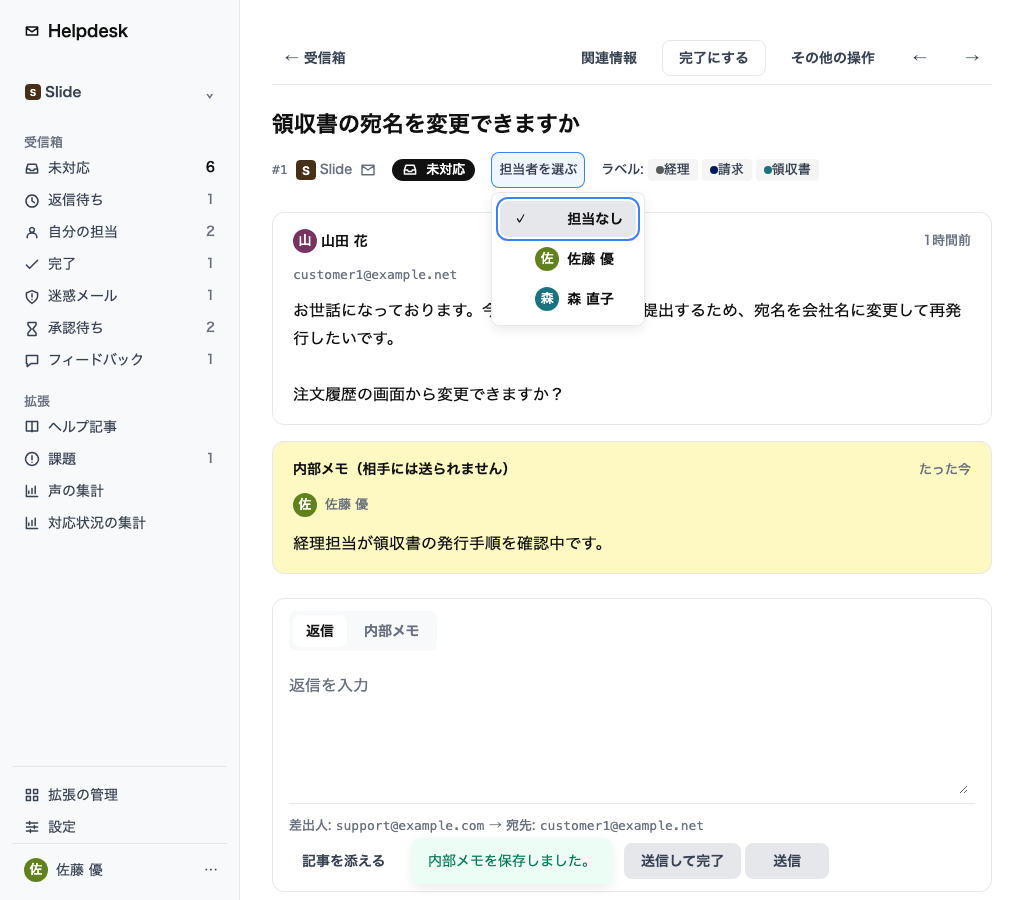 Helpdesk
S Slide
受信箱
未対応 6
返信待ち 1
自分の担当 2
完了 1
迷惑メール 1
承認待ち 2
フィードバック 1
拡張
ヘルプ記事
課題 1
声の集計
対応状況の集計
拡張の管理
設定
佐 佐藤 優 …
← 受信箱 関連情報 完了にする その他の操作 ← →
領収書の宛名を変更できますか
#1 S Slide 未対応 担当者を選ぶ ラベル: 経理 請求 領収書
✓ 担当なし
佐 佐藤 優
森 森 直子
山 山田 花 1時間前
customer1@example.net
お世話になっております。 提出するため、宛名を会社名に変更して再発
行したいです。
注文履歴の画面から変更できますか？
内部メモ（相手には送られません） たった今
佐 佐藤 優
経理担当が領収書の発行手順を確認中です。
返信 内部メモ
返信を入力
差出人: support@example.com → 宛先: customer1@example.net
記事を添える 内部メモを保存しました。 送信して完了 送信